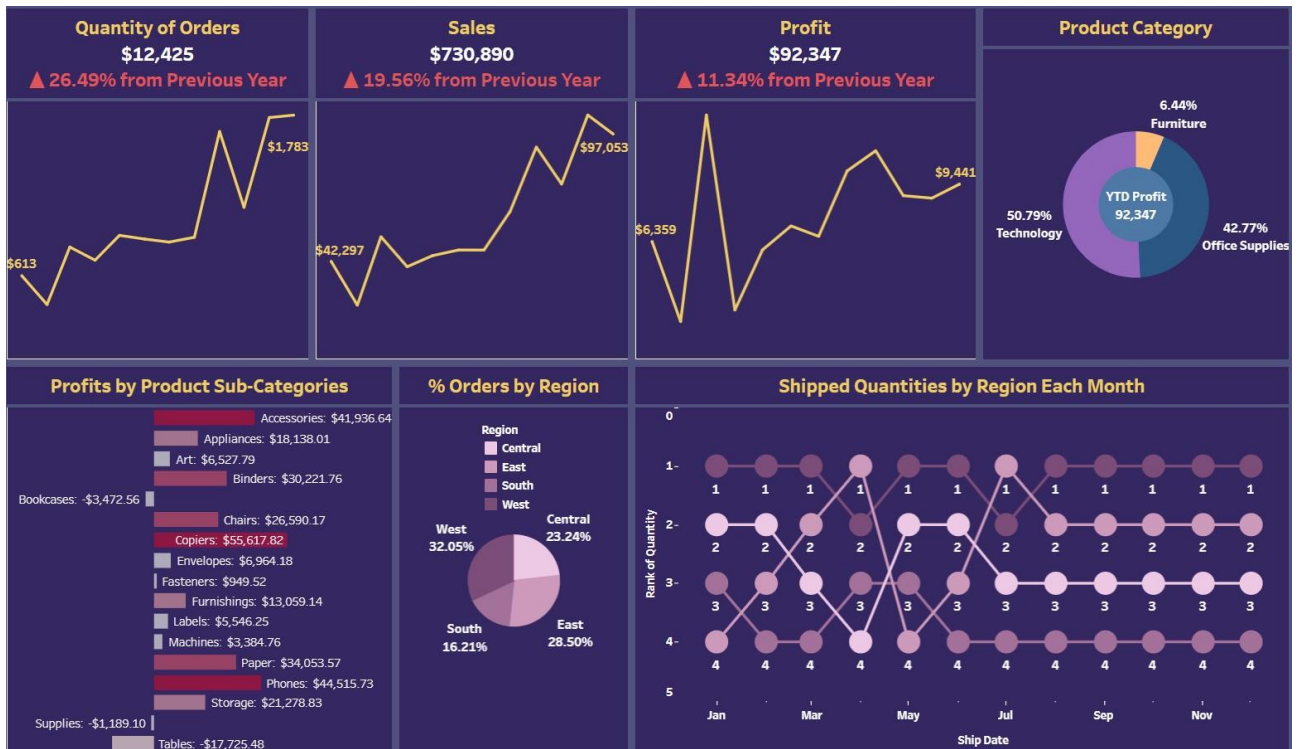 Quantity of Orders
$12,425
▲ 26.49% from Previous Year
$613
$1,783
Sales
$730,890
▲ 19.56% from Previous Year
$42,297
$97,053
Profit
$92,347
▲ 11.34% from Previous Year
$6,359
$9,441
Product Category
6.44%
Furniture
YTD Profit
92,347
50.79%
Technology
42.77%
Office Supplies
Profits by Product Sub-Categories
Accessories: $41,936.64
Appliances: $18,138.01
Art: $6,527.79
Binders: $30,221.76
Bookcases: -$3,472.56
Chairs: $26,590.17
Copiers: $55,617.82
Envelopes: $6,964.18
Fasteners: $949.52
Furnishings: $13,059.14
Labels: $5,546.25
Machines: $3,384.76
Paper: $34,053.57
Phones: $44,515.73
Storage: $21,278.83
Supplies: -$1,189.10
Tables: -$17,725.48
% Orders by Region
Region
Central
East
South
West
West
32.05%
Central
23.24%
South
16.21%
East
28.50%
Shipped Quantities by Region Each Month
Rank of Quantity
0
1
1 1 1 1 1 1 1 1 1 1 1 1
2
2 2 2 2 2 2 2 2 2 2 2 2
3
3 3 3 3 3 3 3 3 3 3 3 3
4
4 4 4 4 4 4 4 4 4 4 4 4
5
Jan Mar May Jul Sep Nov
Ship Date